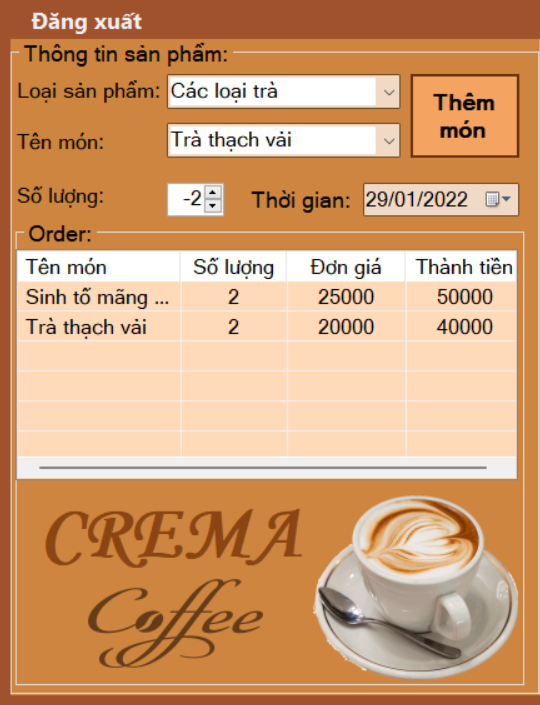 Đăng xuất
Thông tin sản phẩm:
Loại sản phẩm: Các loại trà
Thêm món
Tên món: Trà thạch vải
Số lượng: -2 Thời gian: 29/01/2022
Order:
Tên món Số lượng Đơn giá Thành tiền
Sinh tố mãng ... 2 25000 50000
Trà thạch vải 2 20000 40000
CREMA
Coffee